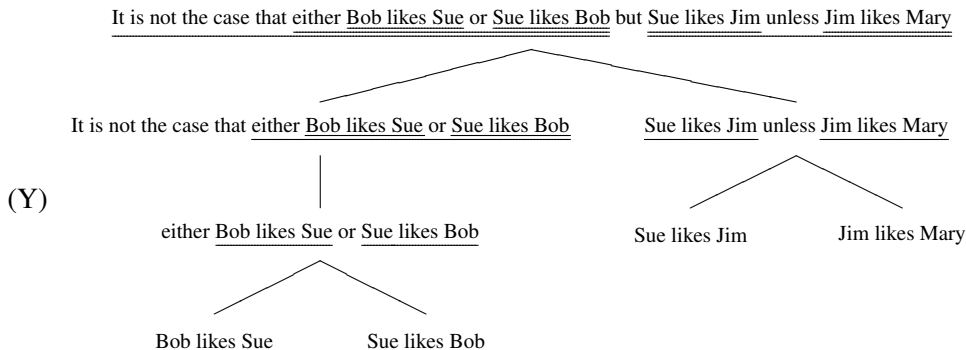 It is not the case that either Bob likes Sue or Sue likes Bob but Sue likes Jim unless Jim likes Mary
It is not the case that either Bob likes Sue or Sue likes Bob
Sue likes Jim unless Jim likes Mary
(Y)
either Bob likes Sue or Sue likes Bob
Sue likes Jim
Jim likes Mary
Bob likes Sue
Sue likes Bob